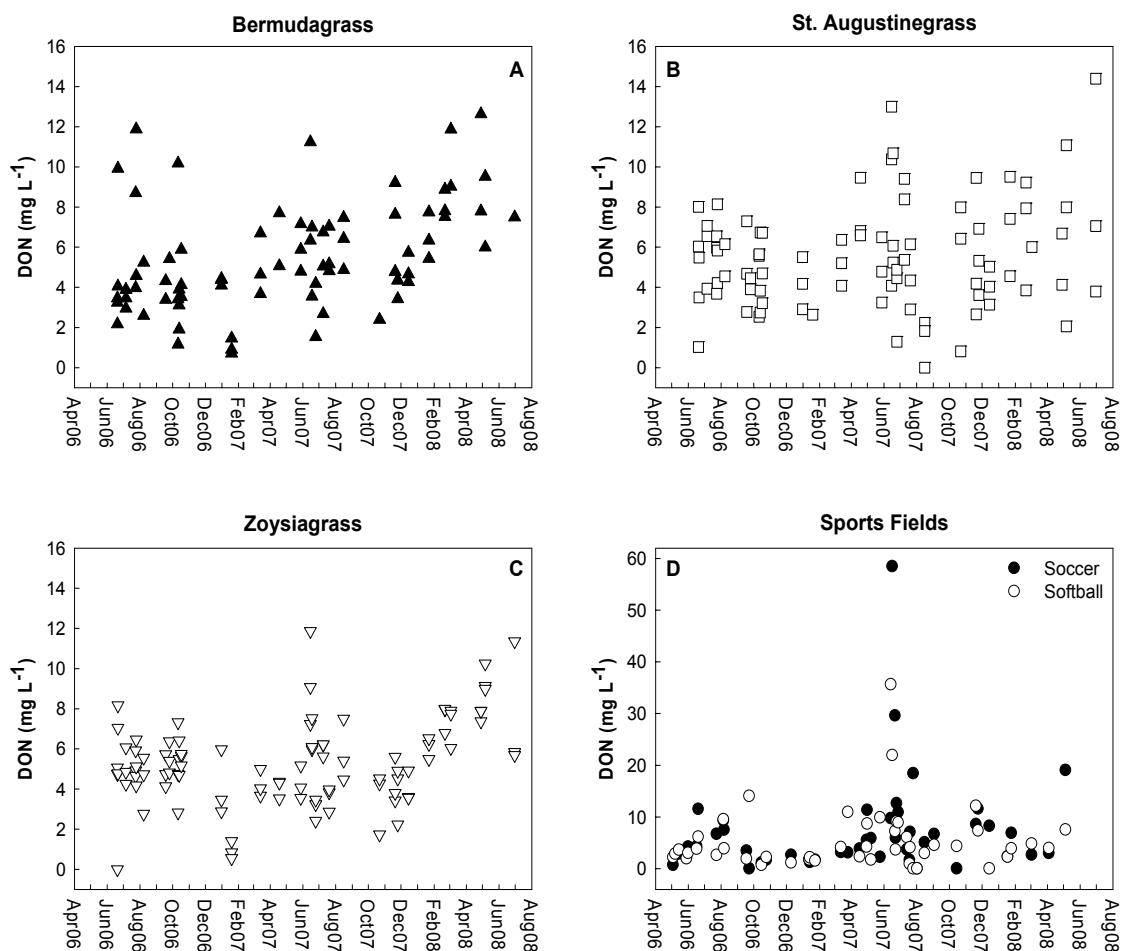 Bermudagrass
A
DON (mg L-1)
16
14
12
10
8
6
4
2
0
Apr06
Jun06
Aug06
Oct06
Dec06
Feb07
Apr07
Jun07
Aug07
Oct07
Dec07
Feb08
Apr08
Jun08
Aug08
St. Augustinegrass
B
DON (mg L-1)
16
14
12
10
8
6
4
2
0
Apr06
Jun06
Aug06
Oct06
Dec06
Feb07
Apr07
Jun07
Aug07
Oct07
Dec07
Feb08
Apr08
Jun08
Aug08
Zoysiagrass
C
DON (mg L-1)
16
14
12
10
8
6
4
2
0
Apr06
Jun06
Aug06
Oct06
Dec06
Feb07
Apr07
Jun07
Aug07
Oct07
Dec07
Feb08
Apr08
Jun08
Aug08
Sports Fields
D
Soccer
Softball
DON (mg L-1)
60
50
40
30
20
10
0
Apr06
Jun06
Aug06
Oct06
Dec06
Feb07
Apr07
Jun07
Aug07
Oct07
Dec07
Feb08
Apr08
Jun08
Aug08